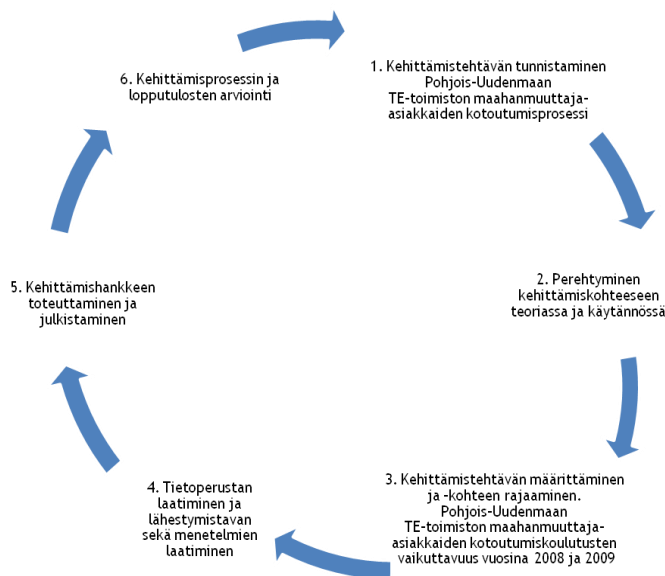 1. Kehittämistehtävän tunnistaminen
Pohjois-Uudenmaan
TE-toimiston maahanmuuttaja-
asiakkaiden kotoutumisprosessi
2. Perehtyminen
kehittämiskohteeseen
teoriassa ja käytännössä
3. Kehittämistehtävän määrittäminen
ja -kohteen rajaaminen.
Pohjois-Uudenmaan
TE-toimiston maahanmuuttaja-
asiakkaiden kotoutumiskoulutusten
vaikuttavuus vuosina 2008 ja 2009
4. Tietoperustan
laatiminen ja
lähestymistavan
sekä menetelmien
laatiminen
5. Kehittämishankkeen
toteuttaminen ja
julkistaminen
6. Kehittämisprosessin ja
lopputulosten arviointi